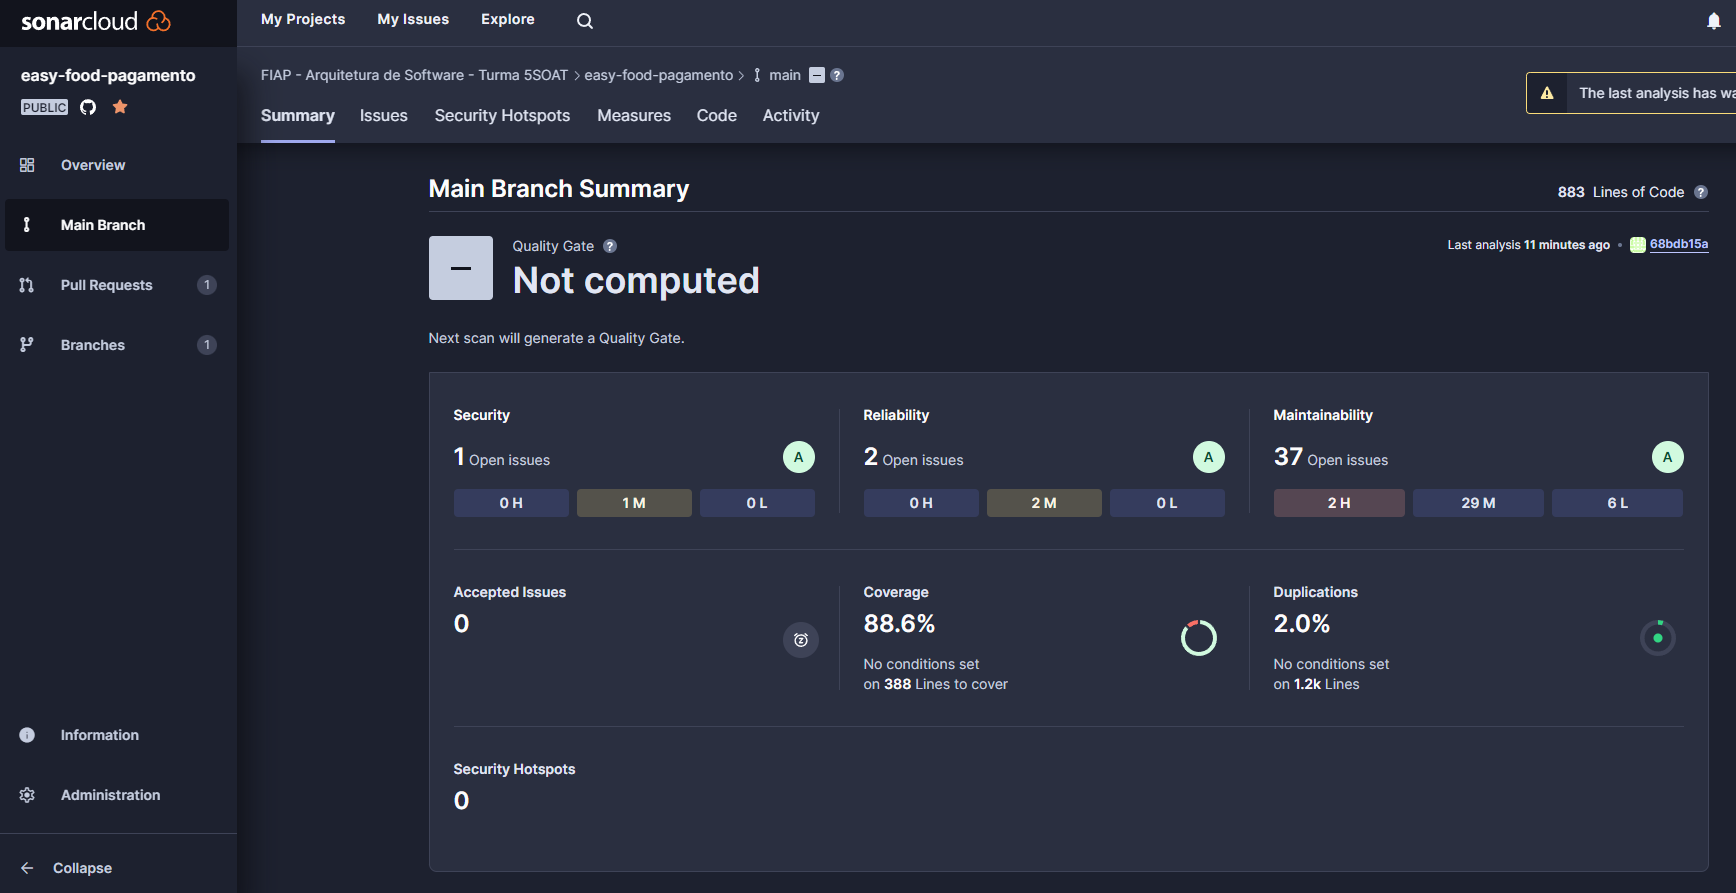 sonarcloud
My Projects My Issues Explore
easy-food-pagamento
PUBLIC
FIAP - Arquitetura de Software - Turma 5SOAT > easy-food-pagamento > main
The last analysis has wa
Summary Issues Security Hotspots Measures Code Activity
Overview
Main Branch
Pull Requests 1
Branches 1
Information
Administration
Collapse
Main Branch Summary
883 Lines of Code
Quality Gate
Not computed
Last analysis 11 minutes ago • 68bdb15a
Next scan will generate a Quality Gate.
Security
1 Open issues A
0 H 1 M 0 L
Reliability
2 Open issues A
0 H 2 M 0 L
Maintainability
37 Open issues A
2 H 29 M 6 L
Accepted Issues
0
Coverage
88.6%
No conditions set
on 388 Lines to cover
Duplications
2.0%
No conditions set
on 1.2k Lines
Security Hotspots
0